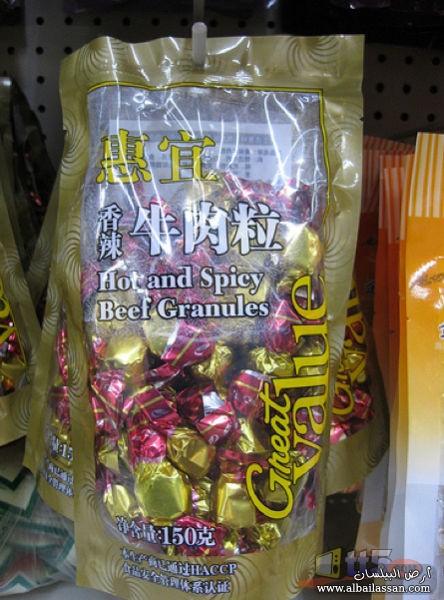 惠宜
香辣 牛肉粒
Hot and Spicy
Beef Granules
Great
Value
净含量:150克
本生产商已通过HACCP
食品安全管理体系认证
أرض البيلسان
www.albailassan.com